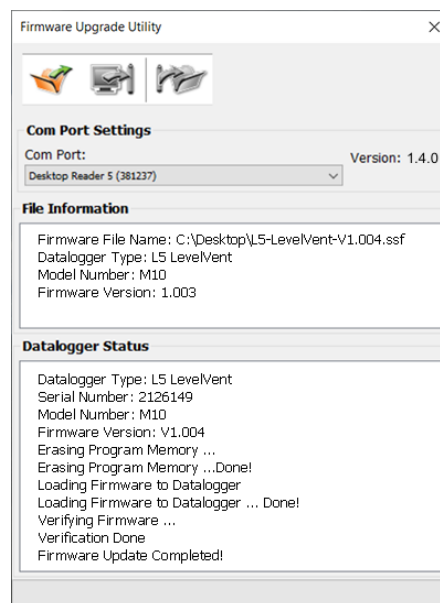 Firmware Upgrade Utility
Com Port Settings
Com Port:
Version: 1.4.0
Desktop Reader 5 (381237)
File Information
Firmware File Name: C:\Desktop\L5-LevelVent-V1.004.ssf
Datalogger Type: L5 LevelVent
Model Number: M10
Firmware Version: 1.003
Datalogger Status
Datalogger Type: L5 LevelVent
Serial Number: 2126149
Model Number: M10
Firmware Version: V1.004
Erasing Program Memory ...
Erasing Program Memory ...Done!
Loading Firmware to Datalogger
Loading Firmware to Datalogger ... Done!
Verifying Firmware ...
Verification Done
Firmware Update Completed!